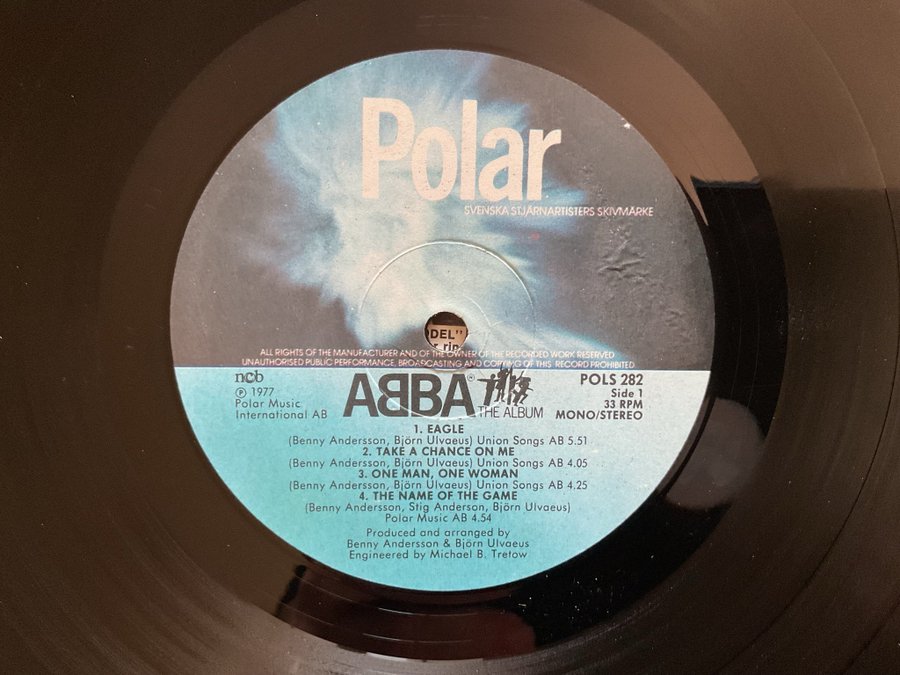 Polar
SVENSKA STJÄRNARTISTERS SKIVMÄRKE
DEL"
r rin
ALL RIGHTS OF THE MANUFACTURER AND OF THE OWNER OF THE RECORDED WORK RESERVED
UNAUTHORISED PUBLIC PERFORMANCE, BROADCASTING AND COPYING OF THIS RECORD PROHIBITED
ncb
Ⓟ 1977
Polar Music
International AB
ABBA ©
THE ALBUM
POLS 282
Side 1
33 RPM
MONO/STEREO
1. EAGLE
(Benny Andersson, Björn Ulvaeus) Union Songs AB 5.51
2. TAKE A CHANCE ON ME
(Benny Andersson, Björn Ulvaeus) Union Songs AB 4.05
3. ONE MAN, ONE WOMAN
(Benny Andersson, Björn Ulvaeus) Union Songs AB 4.25
4. THE NAME OF THE GAME
(Benny Andersson, Stig Anderson, Björn Ulvaeus)
Polar Music AB 4.54
Produced and arranged by
Benny Andersson & Björn Ulvaeus
Engineered by Michael B. Tretow